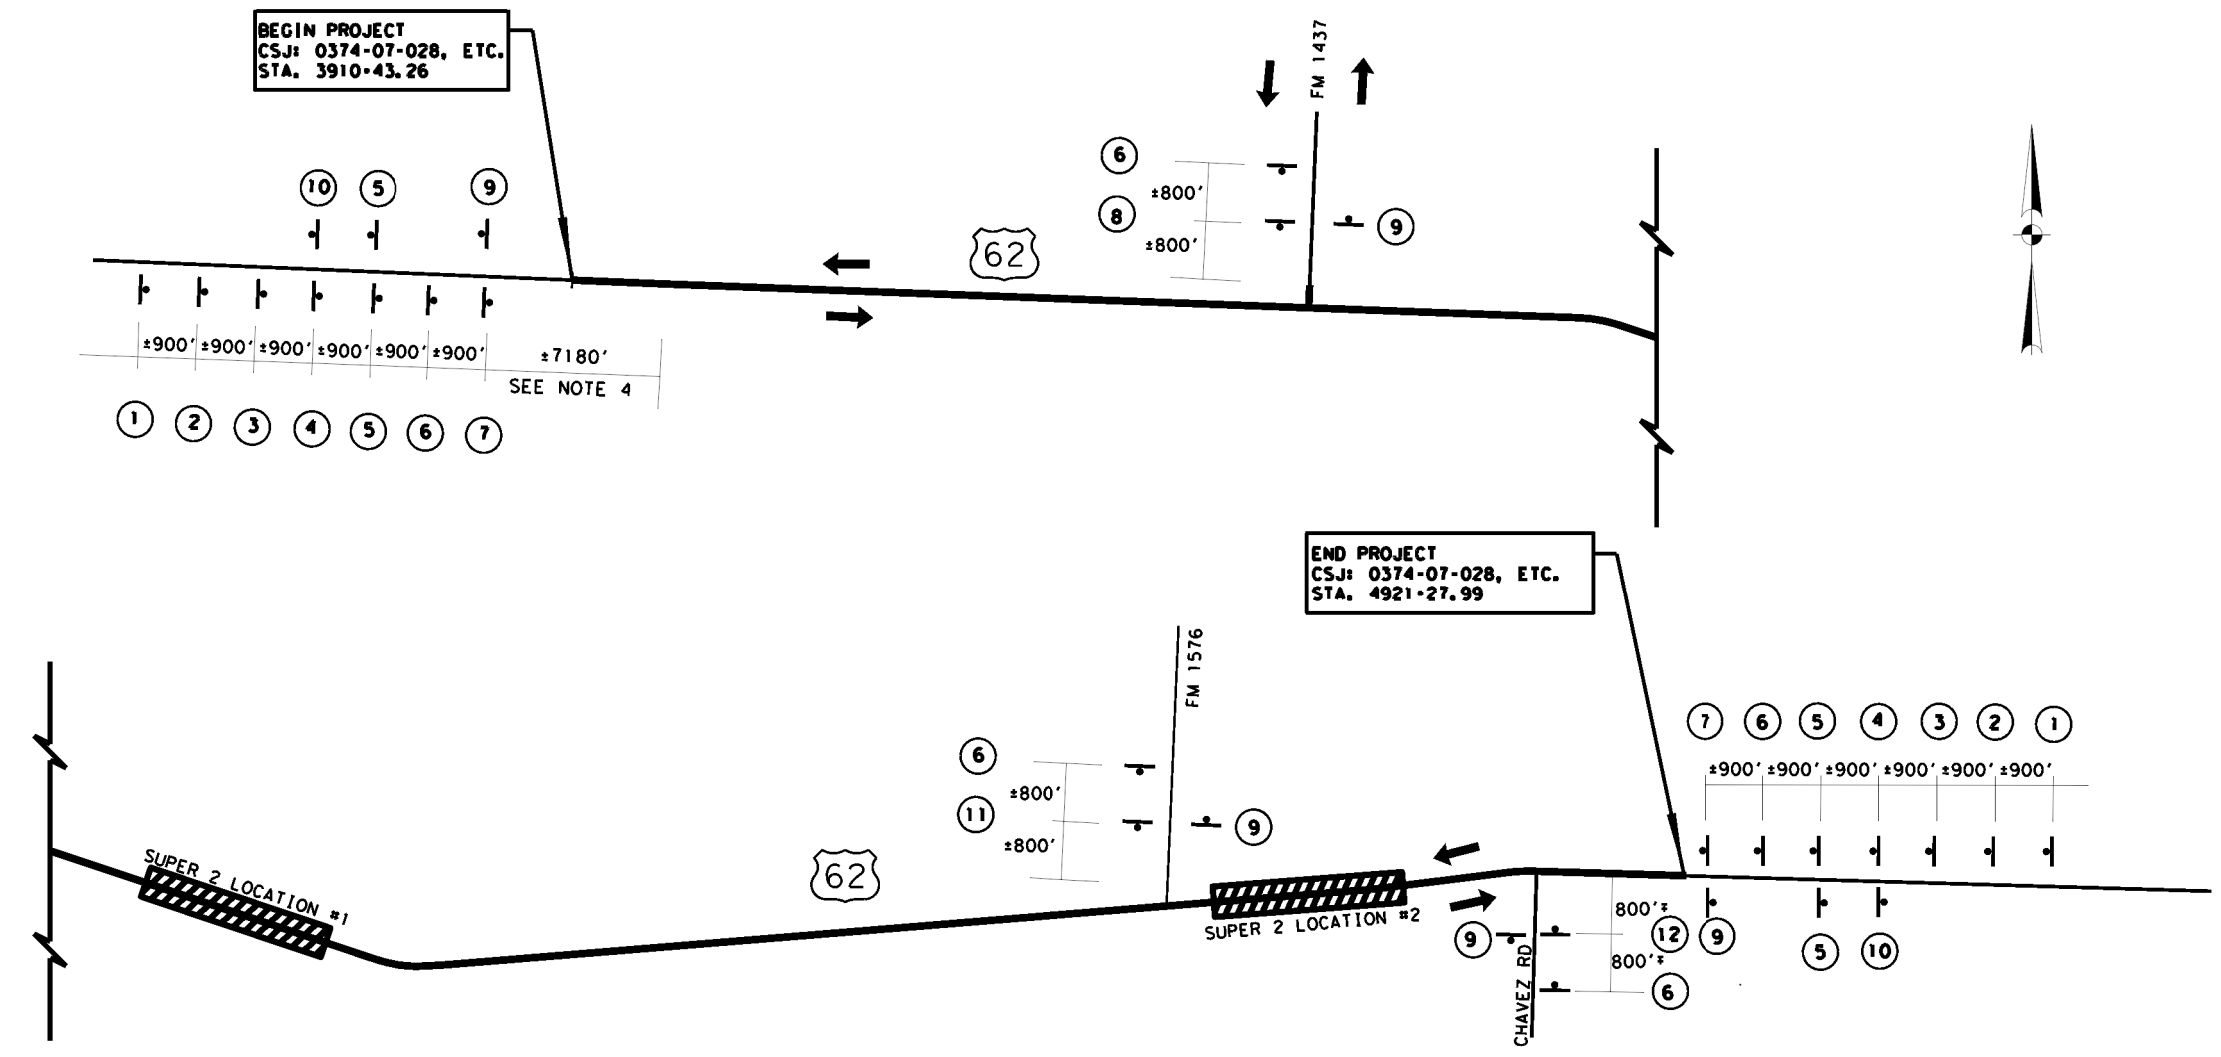 BEGIN PROJECT
CSJ: 0374-07-028, ETC.
STA. 3910+43.26
FM 1437
10 5 9
6
±800'
8
±800'
9
62
±900' ±900' ±900' ±900' ±900' ±900' ±7180'
SEE NOTE 4
1 2 3 4 5 6 7
END PROJECT
CSJ: 0374-07-028, ETC.
STA. 4921+27.99
FM 1576
7 6 5 4 3 2 1
±900' ±900' ±900' ±900' ±900' ±900'
6
±800'
11
±800'
9
62
SUPER 2 LOCATION #1
SUPER 2 LOCATION #2
800'±
9 12 9
800'±
5 10
6
CHAVEZ RD